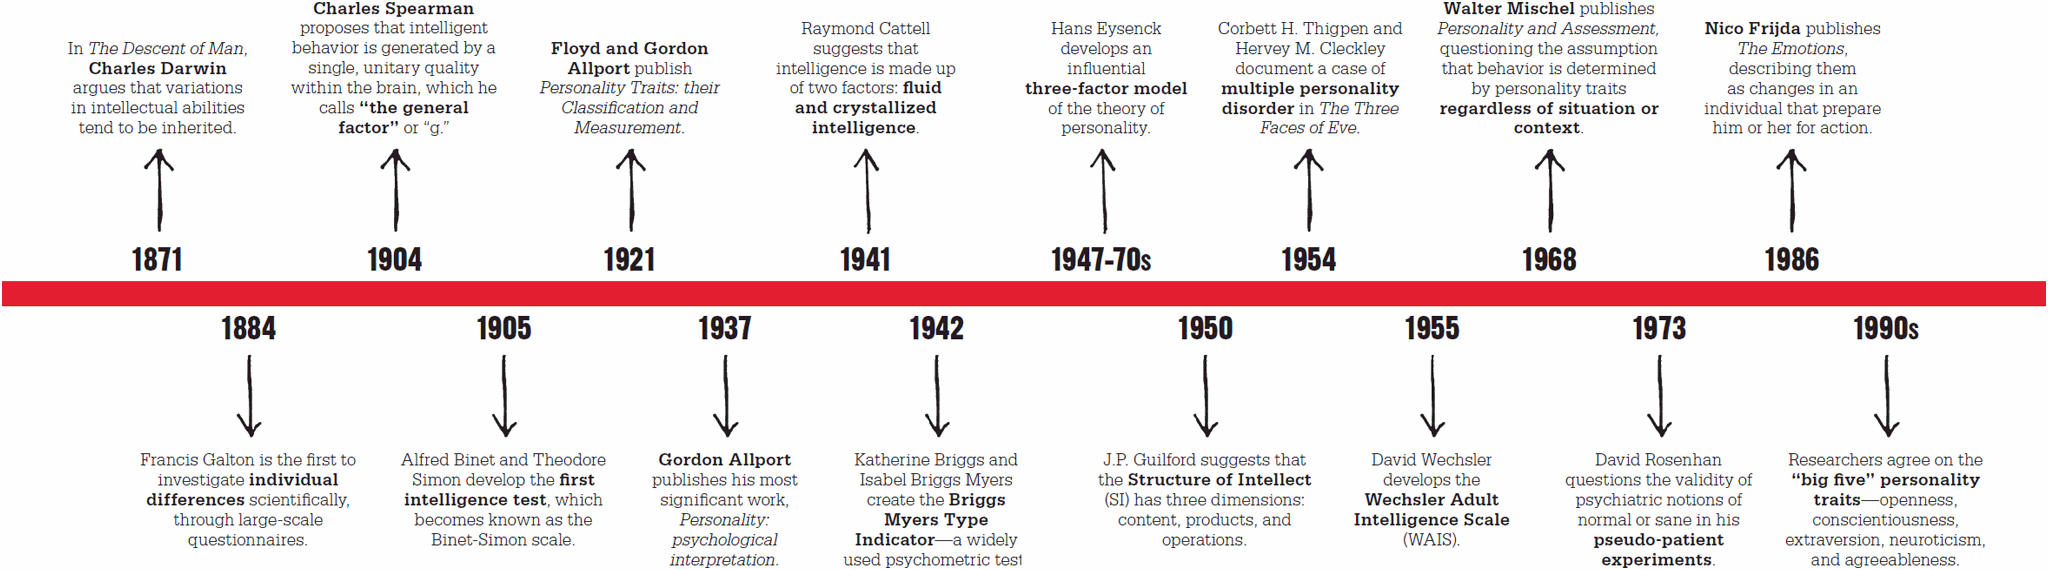 In The Descent of Man,
Charles Darwin
argues that variations
in intellectual abilities
tend to be inherited.
1871
Charles Spearman
proposes that intelligent
behavior is generated by a
single, unitary quality
within the brain, which he
calls “the general
factor” or “g.”
1904
Floyd and Gordon
Allport publish
Personality Traits: their
Classification and
Measurement.
1921
Raymond Cattell
suggests that
intelligence is made up
of two factors: fluid
and crystallized
intelligence.
1941
Hans Eysenck
develops an
influential
three-factor model
of the theory of
personality.
1947-70s
Corbett H. Thigpen and
Hervey M. Cleckley
document a case of
multiple personality
disorder in The Three
Faces of Eve.
1954
Walter Mischel publishes
Personality and Assessment,
questioning the assumption
that behavior is determined
by personality traits
regardless of situation or
context.
1968
Nico Frijda publishes
The Emotions,
describing them
as changes in an
individual that prepare
him or her for action.
1986
1884
Francis Galton is the first to
investigate individual
differences scientifically,
through large-scale
questionnaires.
1905
Alfred Binet and Theodore
Simon develop the first
intelligence test, which
becomes known as the
Binet-Simon scale.
1937
Gordon Allport
publishes his most
significant work,
Personality:
psychological
interpretation.
1942
Katherine Briggs and
Isabel Briggs Myers
create the Briggs
Myers Type
Indicator—a widely
used psychometric test
1950
J.P. Guilford suggests that
the Structure of Intellect
(SI) has three dimensions:
content, products, and
operations.
1955
David Wechsler
develops the
Wechsler Adult
Intelligence Scale
(WAIS).
1973
David Rosenhan
questions the validity of
psychiatric notions of
normal or sane in his
pseudo-patient
experiments.
1990s
Researchers agree on the
“big five” personality
traits—openness,
conscientiousness,
extraversion, neuroticism,
and agreeableness.